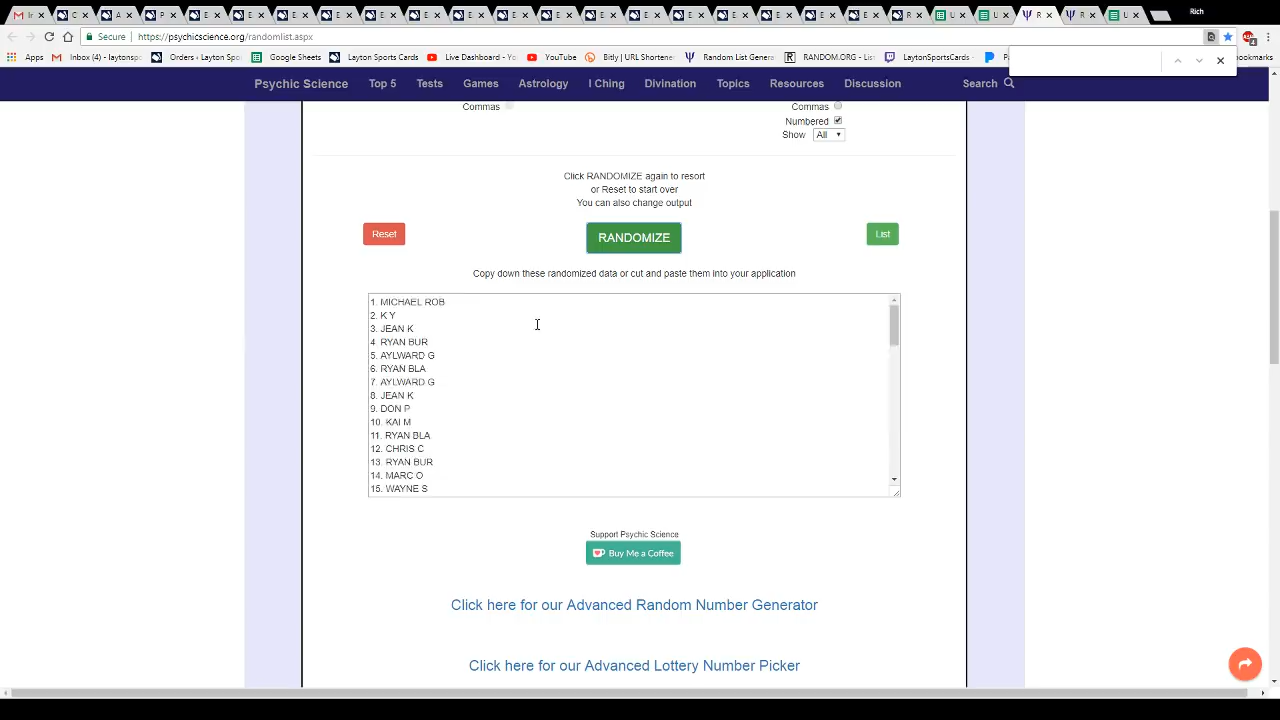 Rich
Secure https://psychicscience.org/randomlist.aspx
Apps Inbox (4) - laytonsp Orders ‹ Layton Spo Google Sheets Layton Sports Cards Live Dashboard - Yo YouTube Bitly | URL Shortene Random List Genera RANDOM.ORG - List LaytonSportsCards ookmarks
Psychic Science Top 5 Tests Games Astrology I Ching Divination Topics Resources Discussion Search
Commas Commas
Numbered
Show All
Click RANDOMIZE again to resort
or Reset to start over
You can also change output
Reset RANDOMIZE List
Copy down these randomized data or cut and paste them into your application
1. MICHAEL ROB
2. K Y
3. JEAN K
4. RYAN BUR
5. AYLWARD G
6. RYAN BLA
7. AYLWARD G
8. JEAN K
9. DON P
10. KAI M
11. RYAN BLA
12. CHRIS C
13. RYAN BUR
14. MARC O
15. WAYNE S
Support Psychic Science
Buy Me a Coffee
Click here for our Advanced Random Number Generator
Click here for our Advanced Lottery Number Picker